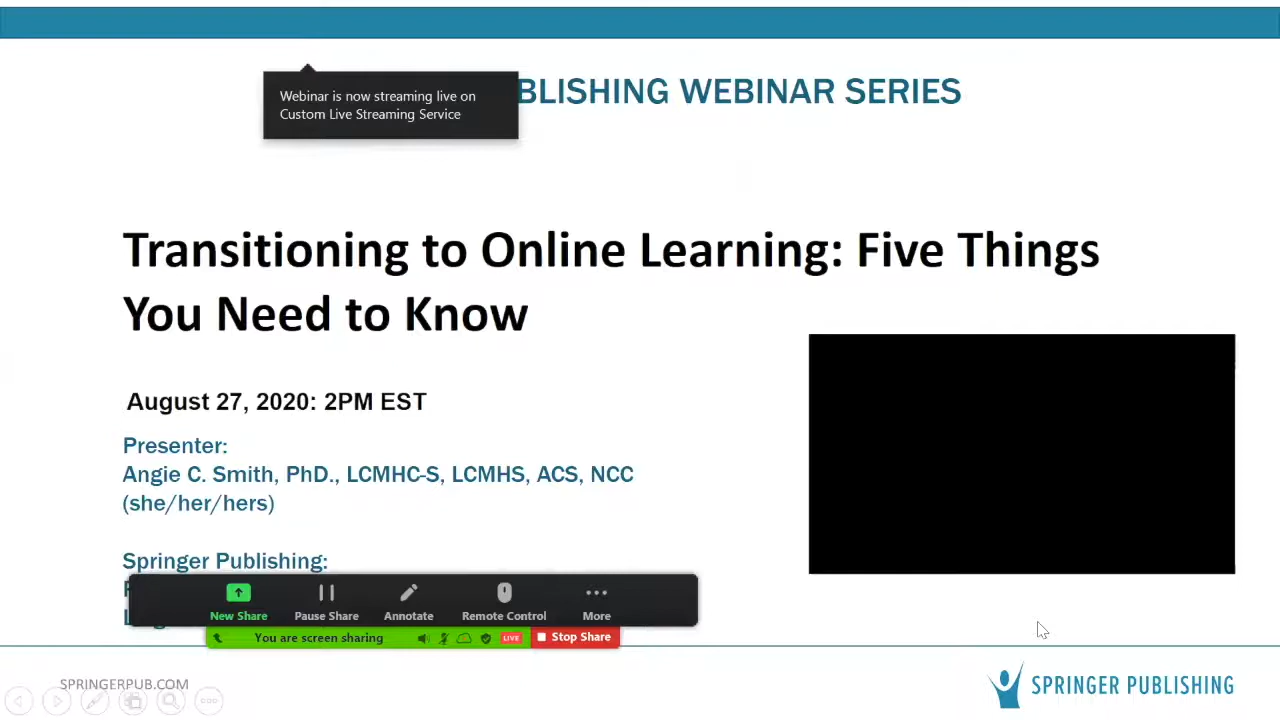 Webinar is now streaming live on
Custom Live Streaming Service
BLISHING WEBINAR SERIES
Transitioning to Online Learning: Five Things
You Need to Know
August 27, 2020: 2PM EST
Presenter:
Angie C. Smith, PhD., LCMHC-S, LCMHS, ACS, NCC
(she/her/hers)
Springer Publishing:
New Share Pause Share Annotate Remote Control More
You are screen sharing LIVE Stop Share
SPRINGERPUB.COM
SPRINGER PUBLISHING